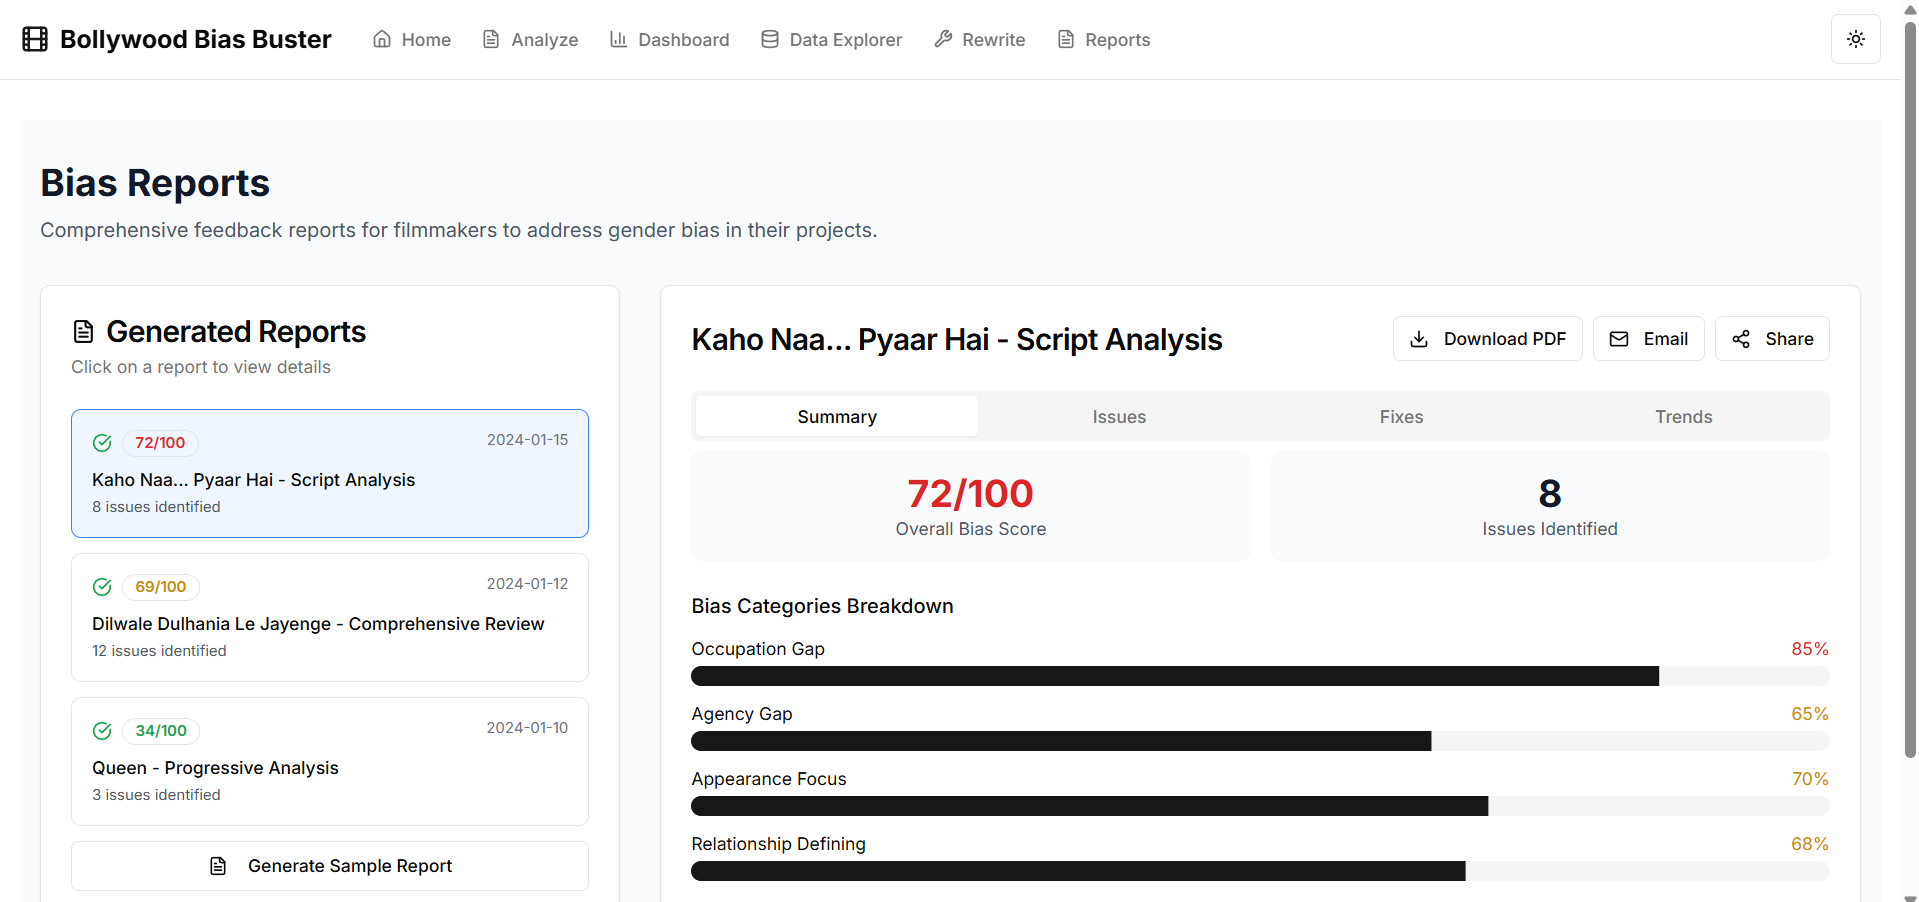 Bollywood Bias Buster
Home
Analyze
Dashboard
Data Explorer
Rewrite
Reports
Bias Reports
Comprehensive feedback reports for filmmakers to address gender bias in their projects.
Generated Reports
Click on a report to view details
72/100
2024-01-15
Kaho Naa... Pyaar Hai - Script Analysis
8 issues identified
69/100
2024-01-12
Dilwale Dulhania Le Jayenge - Comprehensive Review
12 issues identified
34/100
2024-01-10
Queen - Progressive Analysis
3 issues identified
Generate Sample Report
Kaho Naa... Pyaar Hai - Script Analysis
Download PDF
Email
Share
Summary
Issues
Fixes
Trends
72/100
Overall Bias Score
8
Issues Identified
Bias Categories Breakdown
Occupation Gap
85%
Agency Gap
65%
Appearance Focus
70%
Relationship Defining
68%